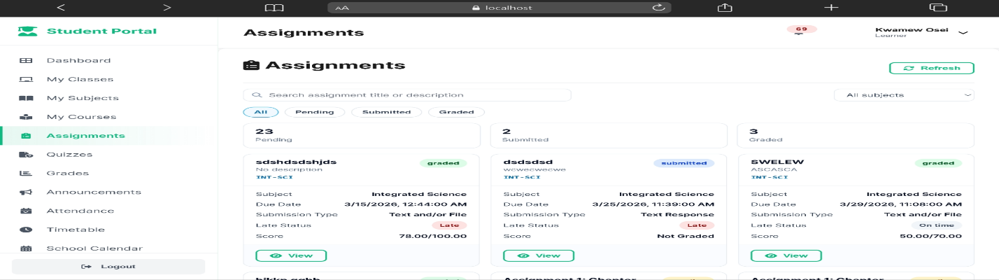 AA localhost
Student Portal
Assignments
69
Kwamew Osei
Learner
Dashboard
My Classes
My Subjects
My Courses
Assignments
Quizzes
Grades
Announcements
Attendance
Timetable
School Calendar
Logout
Assignments
Refresh
Search assignment title or description
All subjects
All Pending Submitted Graded
23
Pending
2
Submitted
3
Graded
sdshdsdshjds graded
No description
INT-SCI
Subject Integrated Science
Due Date 3/15/2026, 12:44:00 AM
Submission Type Text and/or File
Late Status Late
Score 78.00/100.00
View
dsdsdsd submitted
wcwecwecwe
INT-SCI
Subject Integrated Science
Due Date 3/25/2026, 11:39:00 AM
Submission Type Text Response
Late Status Late
Score Not Graded
View
SWELEW graded
ASCASCA
INT-SCI
Subject Integrated Science
Due Date 3/29/2026, 11:08:00 AM
Submission Type Text and/or File
Late Status On time
Score 50.00/70.00
View
Assignment 1: Chapter
Assignment 1: Chapter